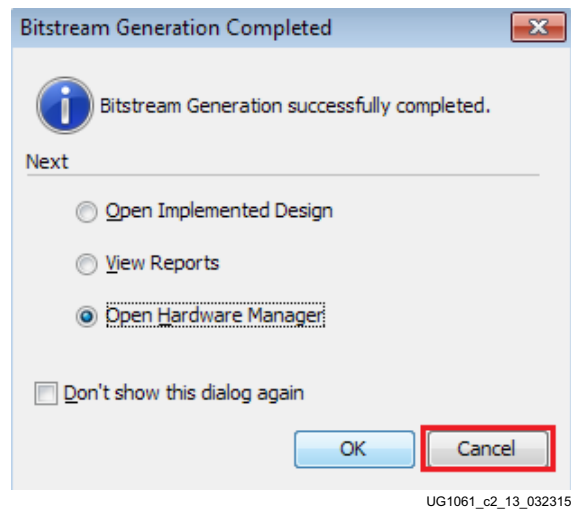 Bitstream Generation Completed
Bitstream Generation successfully completed.
Next
Open Implemented Design
View Reports
Open Hardware Manager
Don't show this dialog again
OK Cancel
UG1061_c2_13_032315